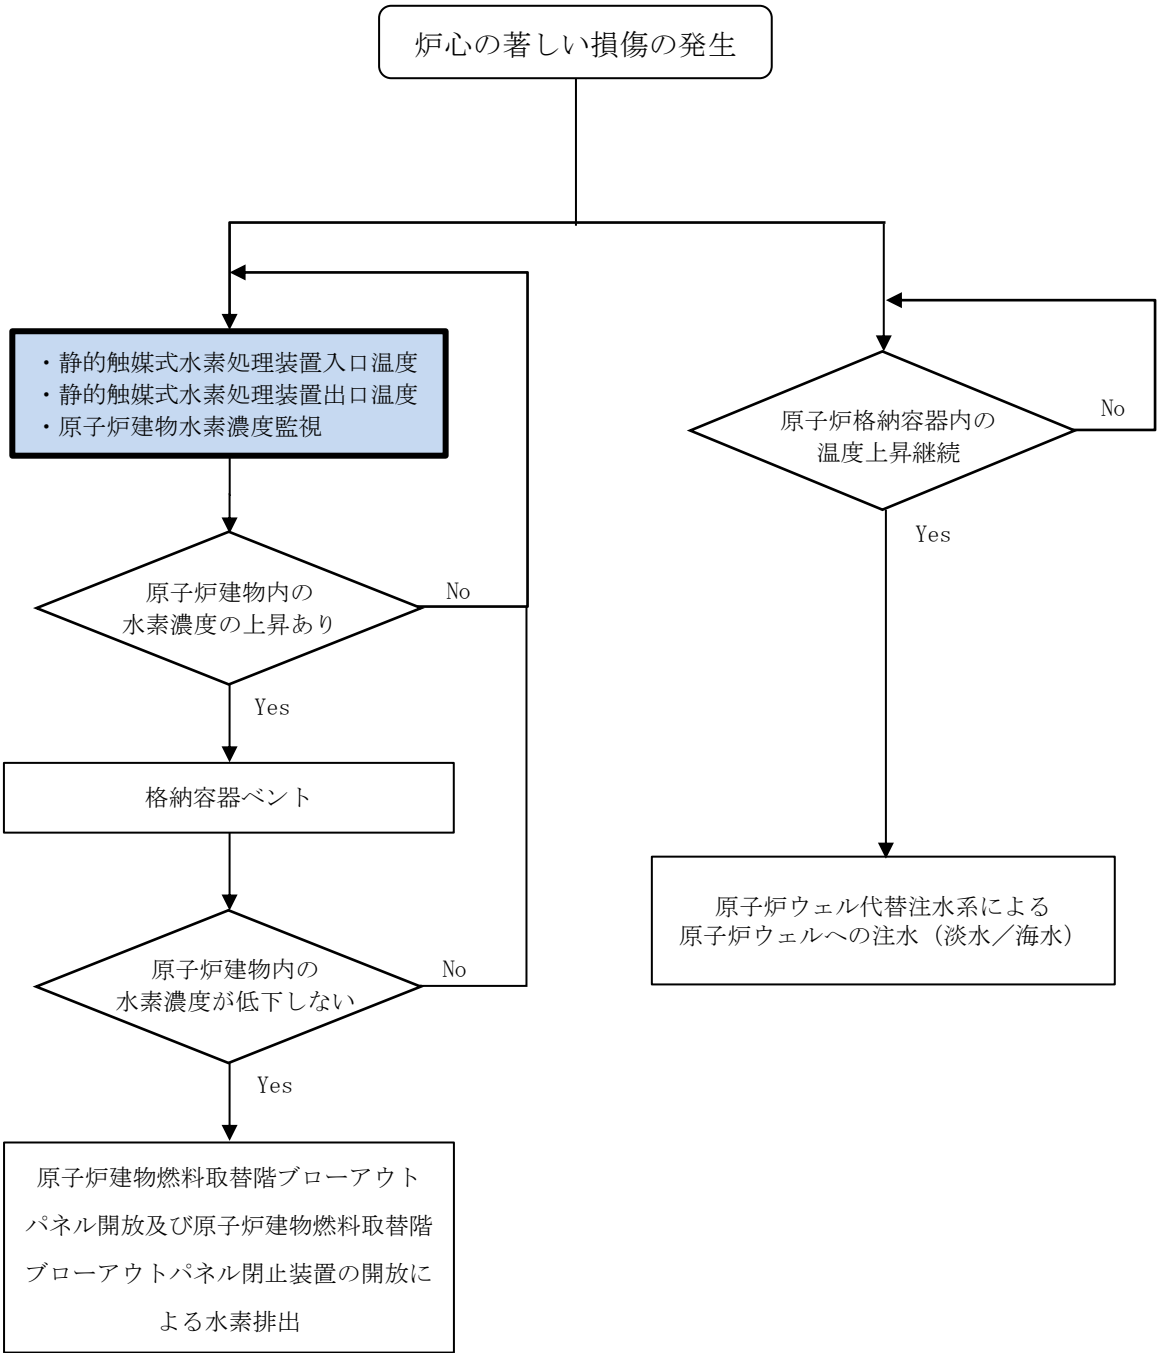 炉心の著しい損傷の発生
・静的触媒式水素処理装置入口温度
・静的触媒式水素処理装置出口温度
・原子炉建物水素濃度監視
原子炉建物内の
水素濃度の上昇あり
No
Yes
格納容器ベント
原子炉建物内の
水素濃度が低下しない
No
Yes
原子炉建物燃料取替階ブローアウト
パネル開放及び原子炉建物燃料取替階
ブローアウトパネル閉止装置の開放に
よる水素排出
原子炉格納容器内の
温度上昇継続
No
Yes
原子炉ウェル代替注水系による
原子炉ウェルへの注水（淡水／海水）